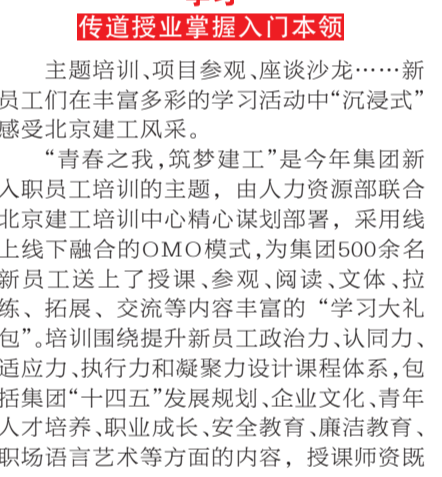 传道授业掌握入门本领
主题培训、项目参观、座谈沙龙……新
员工们在丰富多彩的学习活动中“沉浸式”
感受北京建工风采。
“青春之我，筑梦建工”是今年集团新
入职员工培训的主题，由人力资源部联合
北京建工培训中心精心谋划部署，采用线
上线下融合的OMO模式，为集团500余名
新员工送上了授课、参观、阅读、文体、拉
练、拓展、交流等内容丰富的“学习大礼
包”。培训围绕提升新员工政治力、认同力、
适应力、执行力和凝聚力设计课程体系，包
括集团“十四五”发展规划、企业文化、青年
人才培养、职业成长、安全教育、廉洁教育、
职场语言艺术等方面的内容，授课师资既